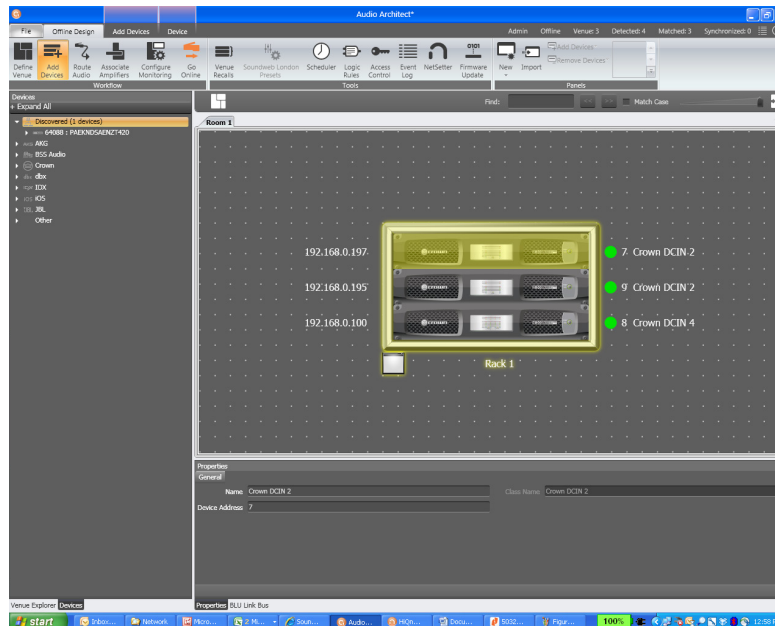 Audio Architect*
File Offline Design Add Devices Device Admin Offline Venue: 3 Detected: 4 Matched: 3 Synchronized: 0
Define Venue Add Devices Route Audio Associate Amplifiers Configure Monitoring Go Online Venue Recalls Soundweb London Presets Scheduler Logic Rules Access Control Event Log NetSetter Firmware Update New Import Add Devices Remove Devices
Workflow Tools Panels
Devices
+ Expand All
Find: << >> Match Case
Discovered (1 devices)
64088 : PAEKNDSAENZT420
AKG
BSS Audio
Crown
dbx
IDX
iOS
JBL
Other
Room 1
192.168.0.197 7 Crown DCIN 2
192.168.0.195 9 Crown DCIN 2
192.168.0.100 8 Crown DCIN 4
Rack 1
Properties
General
Name Crown DCIN 2 Class Name Crown DCIN 2
Device Address 7
Venue Explorer Devices Properties BLU Link Bus
start Inbox... Network Micro... 2 Mi... Soun... Audio... HiQn... Docu... 5032... Figur... 100% 12:58